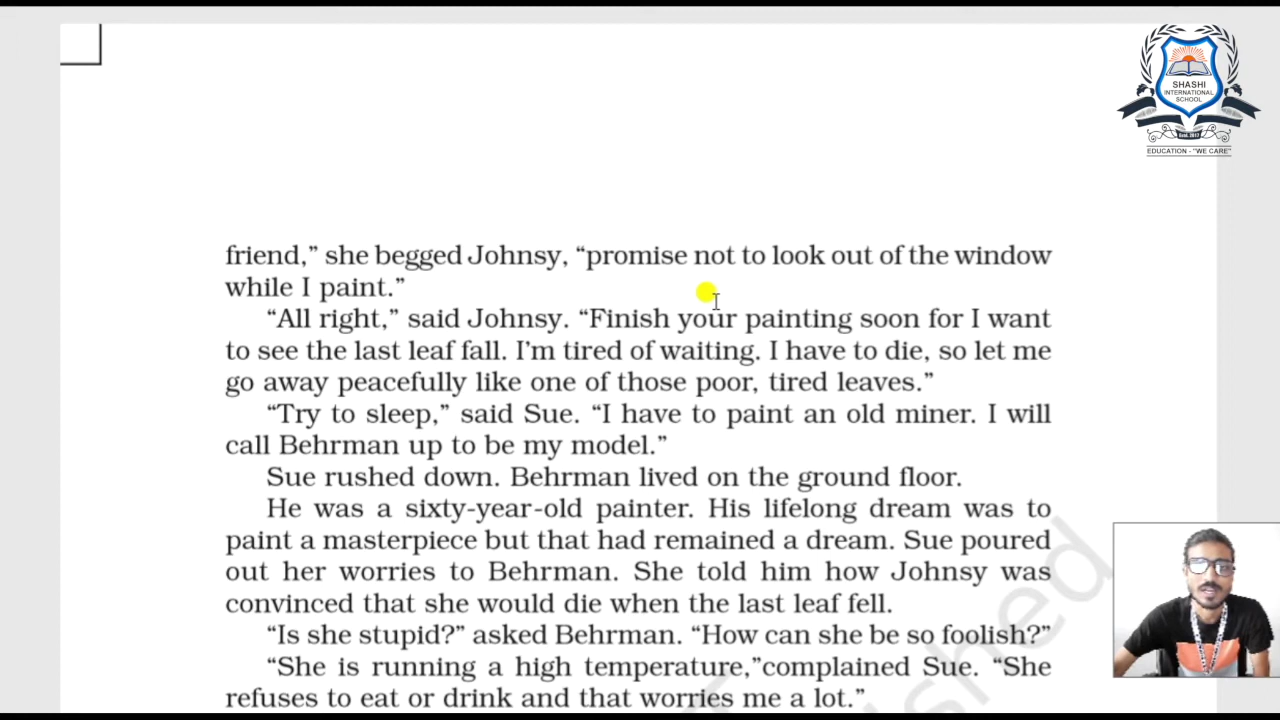 SHASHI
INTERNATIONAL
SCHOOL
Estd. 2017
EDUCATION - "WE CARE"
friend,” she begged Johnsy, “promise not to look out of the window
while I paint.”
“All right,” said Johnsy. “Finish your painting soon for I want
to see the last leaf fall. I’m tired of waiting. I have to die, so let me
go away peacefully like one of those poor, tired leaves.”
“Try to sleep,” said Sue. “I have to paint an old miner. I will
call Behrman up to be my model.”
Sue rushed down. Behrman lived on the ground floor.
He was a sixty-year-old painter. His lifelong dream was to
paint a masterpiece but that had remained a dream. Sue poured
out her worries to Behrman. She told him how Johnsy was
convinced that she would die when the last leaf fell.
“Is she stupid?” asked Behrman. “How can she be so foolish?”
“She is running a high temperature,”complained Sue. “She
refuses to eat or drink and that worries me a lot.”